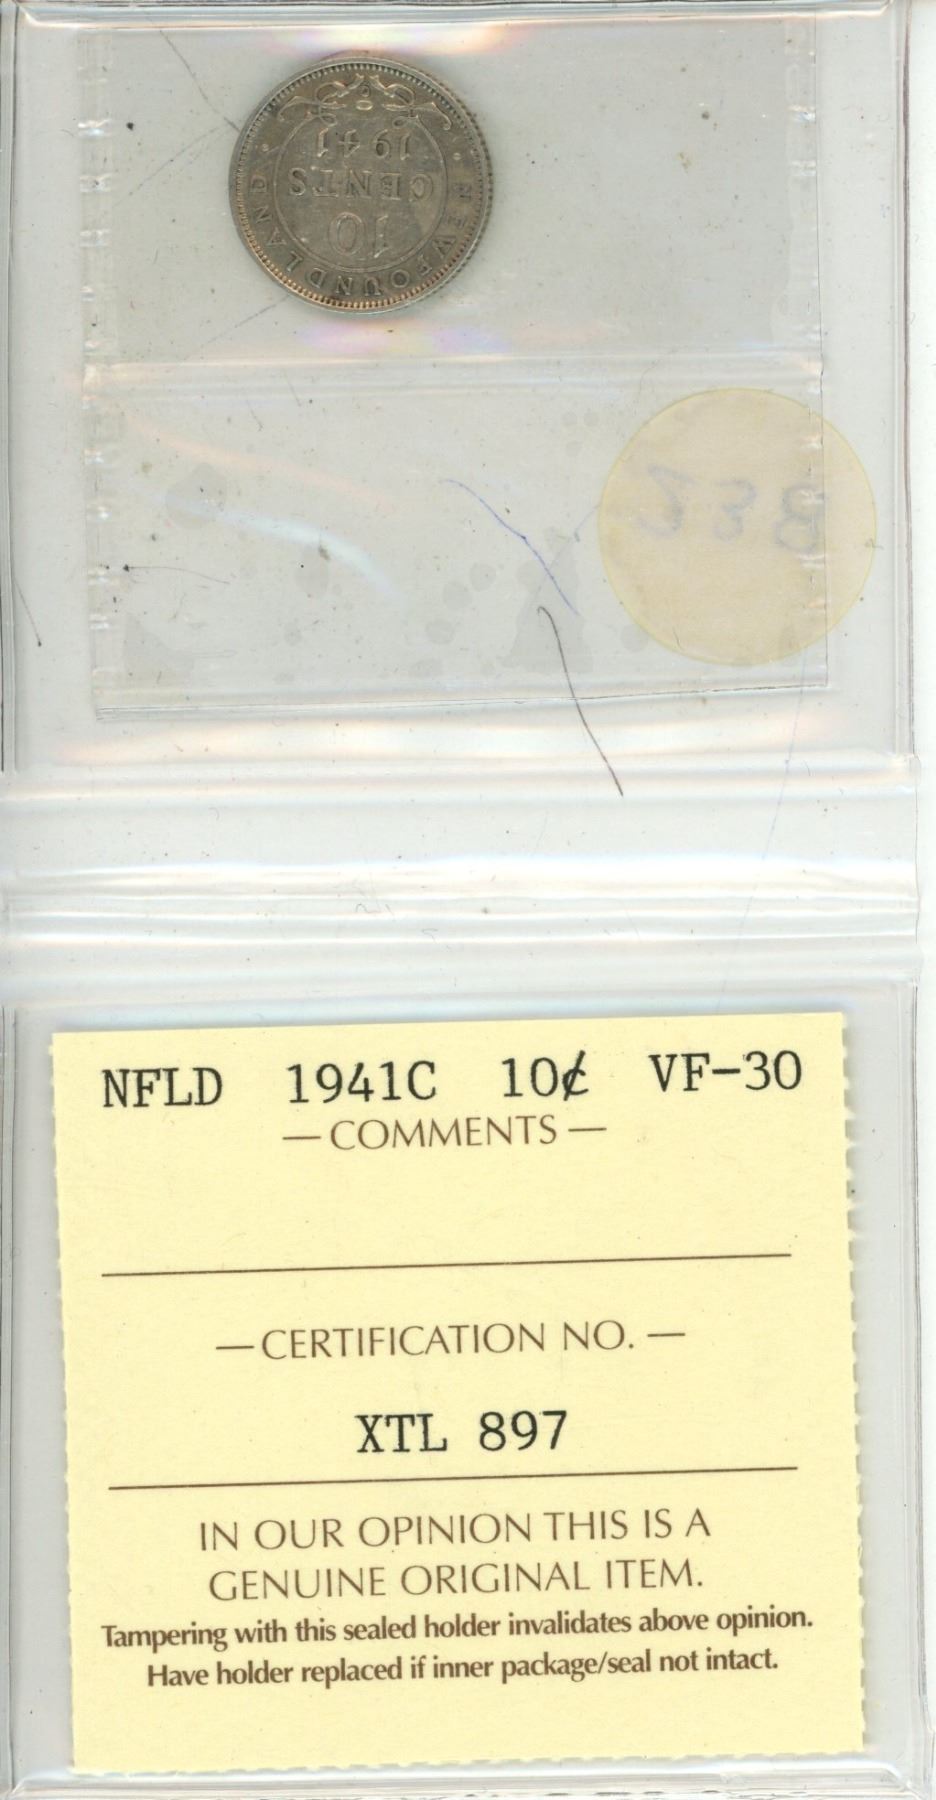 10
CENTS
1941
NEWFOUNDLAND
NFLD 1941C 10¢ VF-30
— COMMENTS —
— CERTIFICATION NO. —
XTL 897
IN OUR OPINION THIS IS A
GENUINE ORIGINAL ITEM.
Tampering with this sealed holder invalidates above opinion.
Have holder replaced if inner package/seal not intact.